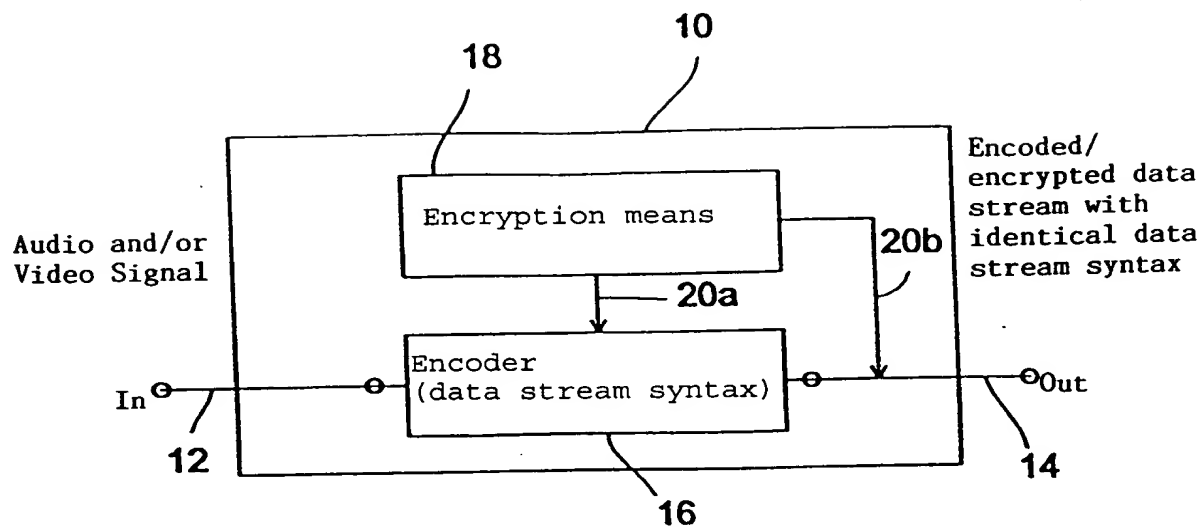 10
18
Encoded/
encrypted data
stream with
identical data
stream syntax
Encryption means
Audio and/or
Video Signal
20b
20a
Encoder
(data stream syntax)
In
Out
12
14
16